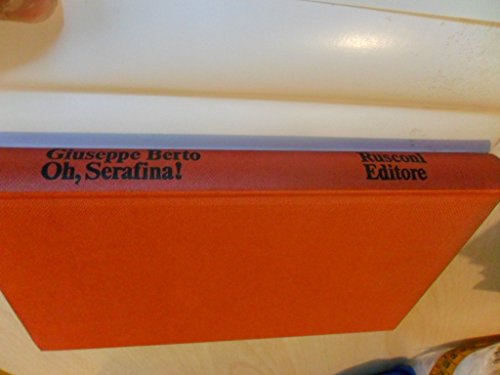 Giuseppe Berto
Oh, Serafina!
Rusconi
Editore